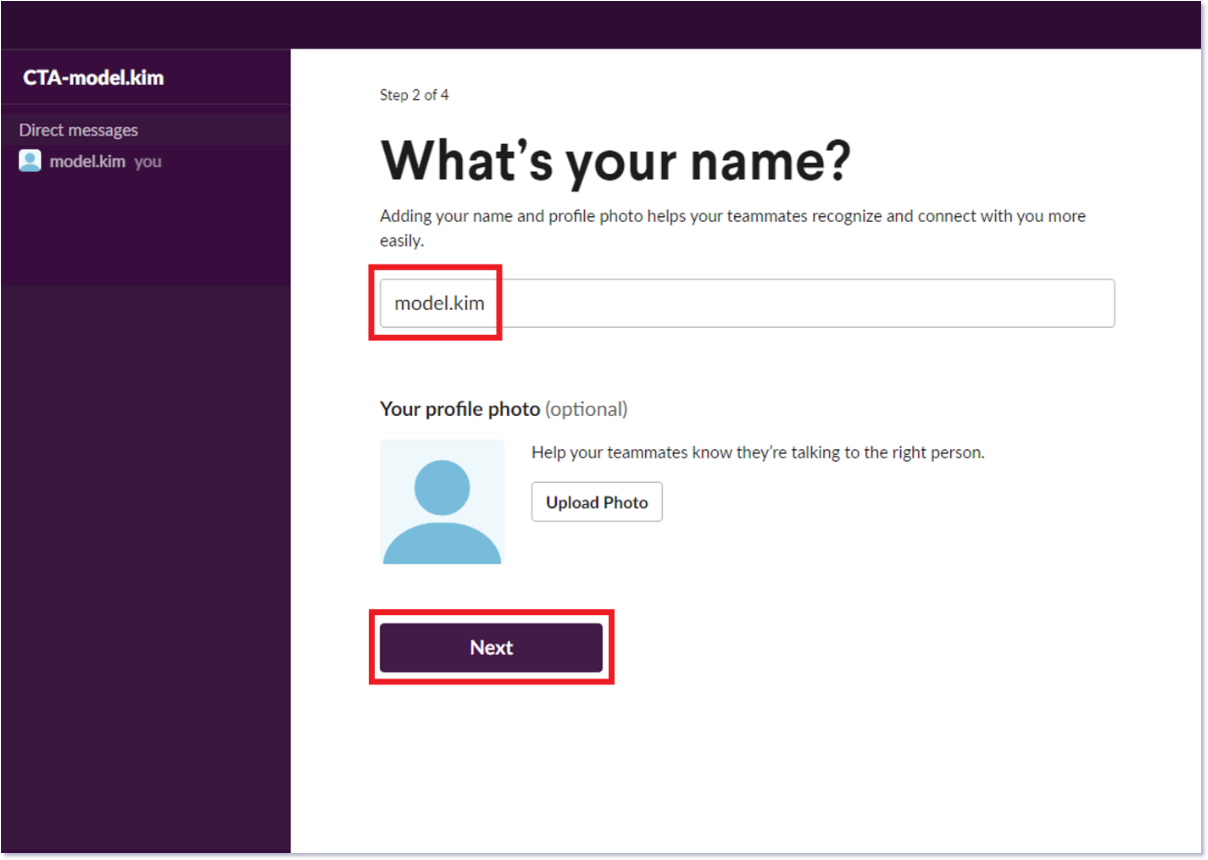 CTA-model.kim
Direct messages
model.kim you
Step 2 of 4
What's your name?
Adding your name and profile photo helps your teammates recognize and connect with you more
easily.
model.kim
Your profile photo (optional)
Help your teammates know they're talking to the right person.
Upload Photo
Next